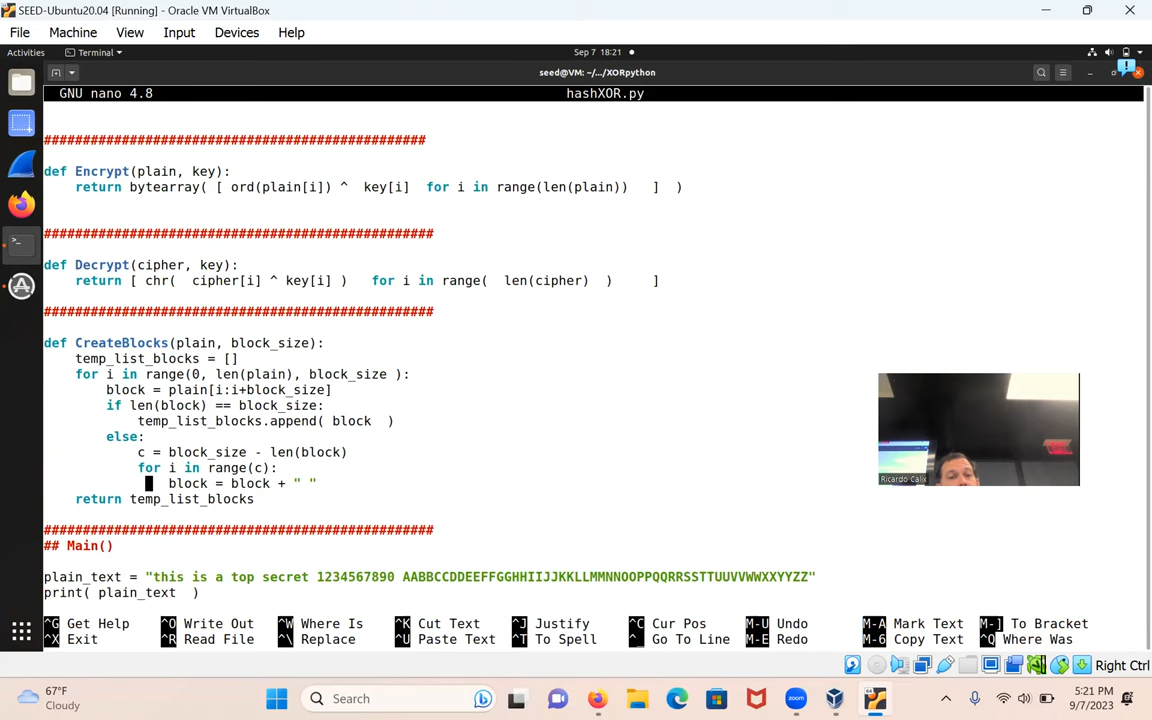 SEED-Ubuntu20.04 [Running] - Oracle VM VirtualBox
File Machine View Input Devices Help
Activities Terminal Sep 7 18:21
seed@VM: ~/.../XORpython
GNU nano 4.8 hashXOR.py
#################################################
def Encrypt(plain, key):
    return bytearray( [ ord(plain[i]) ^  key[i]  for i in range(len(plain))   ]  )
##################################################
def Decrypt(cipher, key):
    return [ chr(  cipher[i] ^ key[i] )   for i in range(  len(cipher)  )     ]
##################################################
def CreateBlocks(plain, block_size):
    temp_list_blocks = []
    for i in range(0, len(plain), block_size ):
        block = plain[i:i+block_size]
        if len(block) == block_size:
            temp_list_blocks.append( block  )
        else:
            c = block_size - len(block)
            for i in range(c):
                block = block + " "
    return temp_list_blocks
##################################################
## Main()
plain_text = "this is a top secret 1234567890 AABBCCDDEEFFGGHHIIJJKKLLMMNNOOPPQQRRSSTTUUVVWWXXYYZZ"
print( plain_text  )
^G Get Help ^O Write Out ^W Where Is ^K Cut Text ^J Justify ^C Cur Pos M-U Undo M-A Mark Text M-] To Bracket
^X Exit ^R Read File ^\ Replace ^U Paste Text ^T To Spell ^_ Go To Line M-E Redo M-6 Copy Text ^Q Where Was
Ricardo Calix
Right Ctrl
67°F
Cloudy
Search
zoom
5:21 PM
9/7/2023